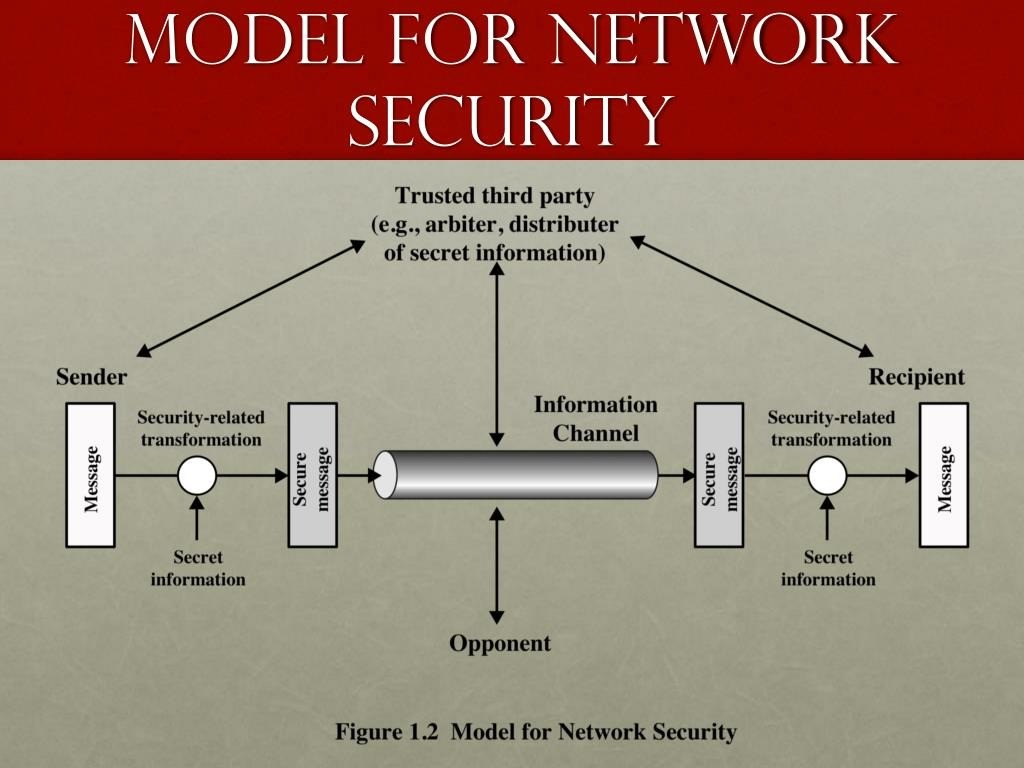 MODEL FOR NETWORK
SECURITY
Trusted third party
(e.g., arbiter, distributer
of secret information)
Sender
Recipient
Information
Channel
Security-related
transformation
Security-related
transformation
Message
Secure
message
Secure
message
Message
Secret
information
Secret
information
Opponent
Figure 1.2 Model for Network Security